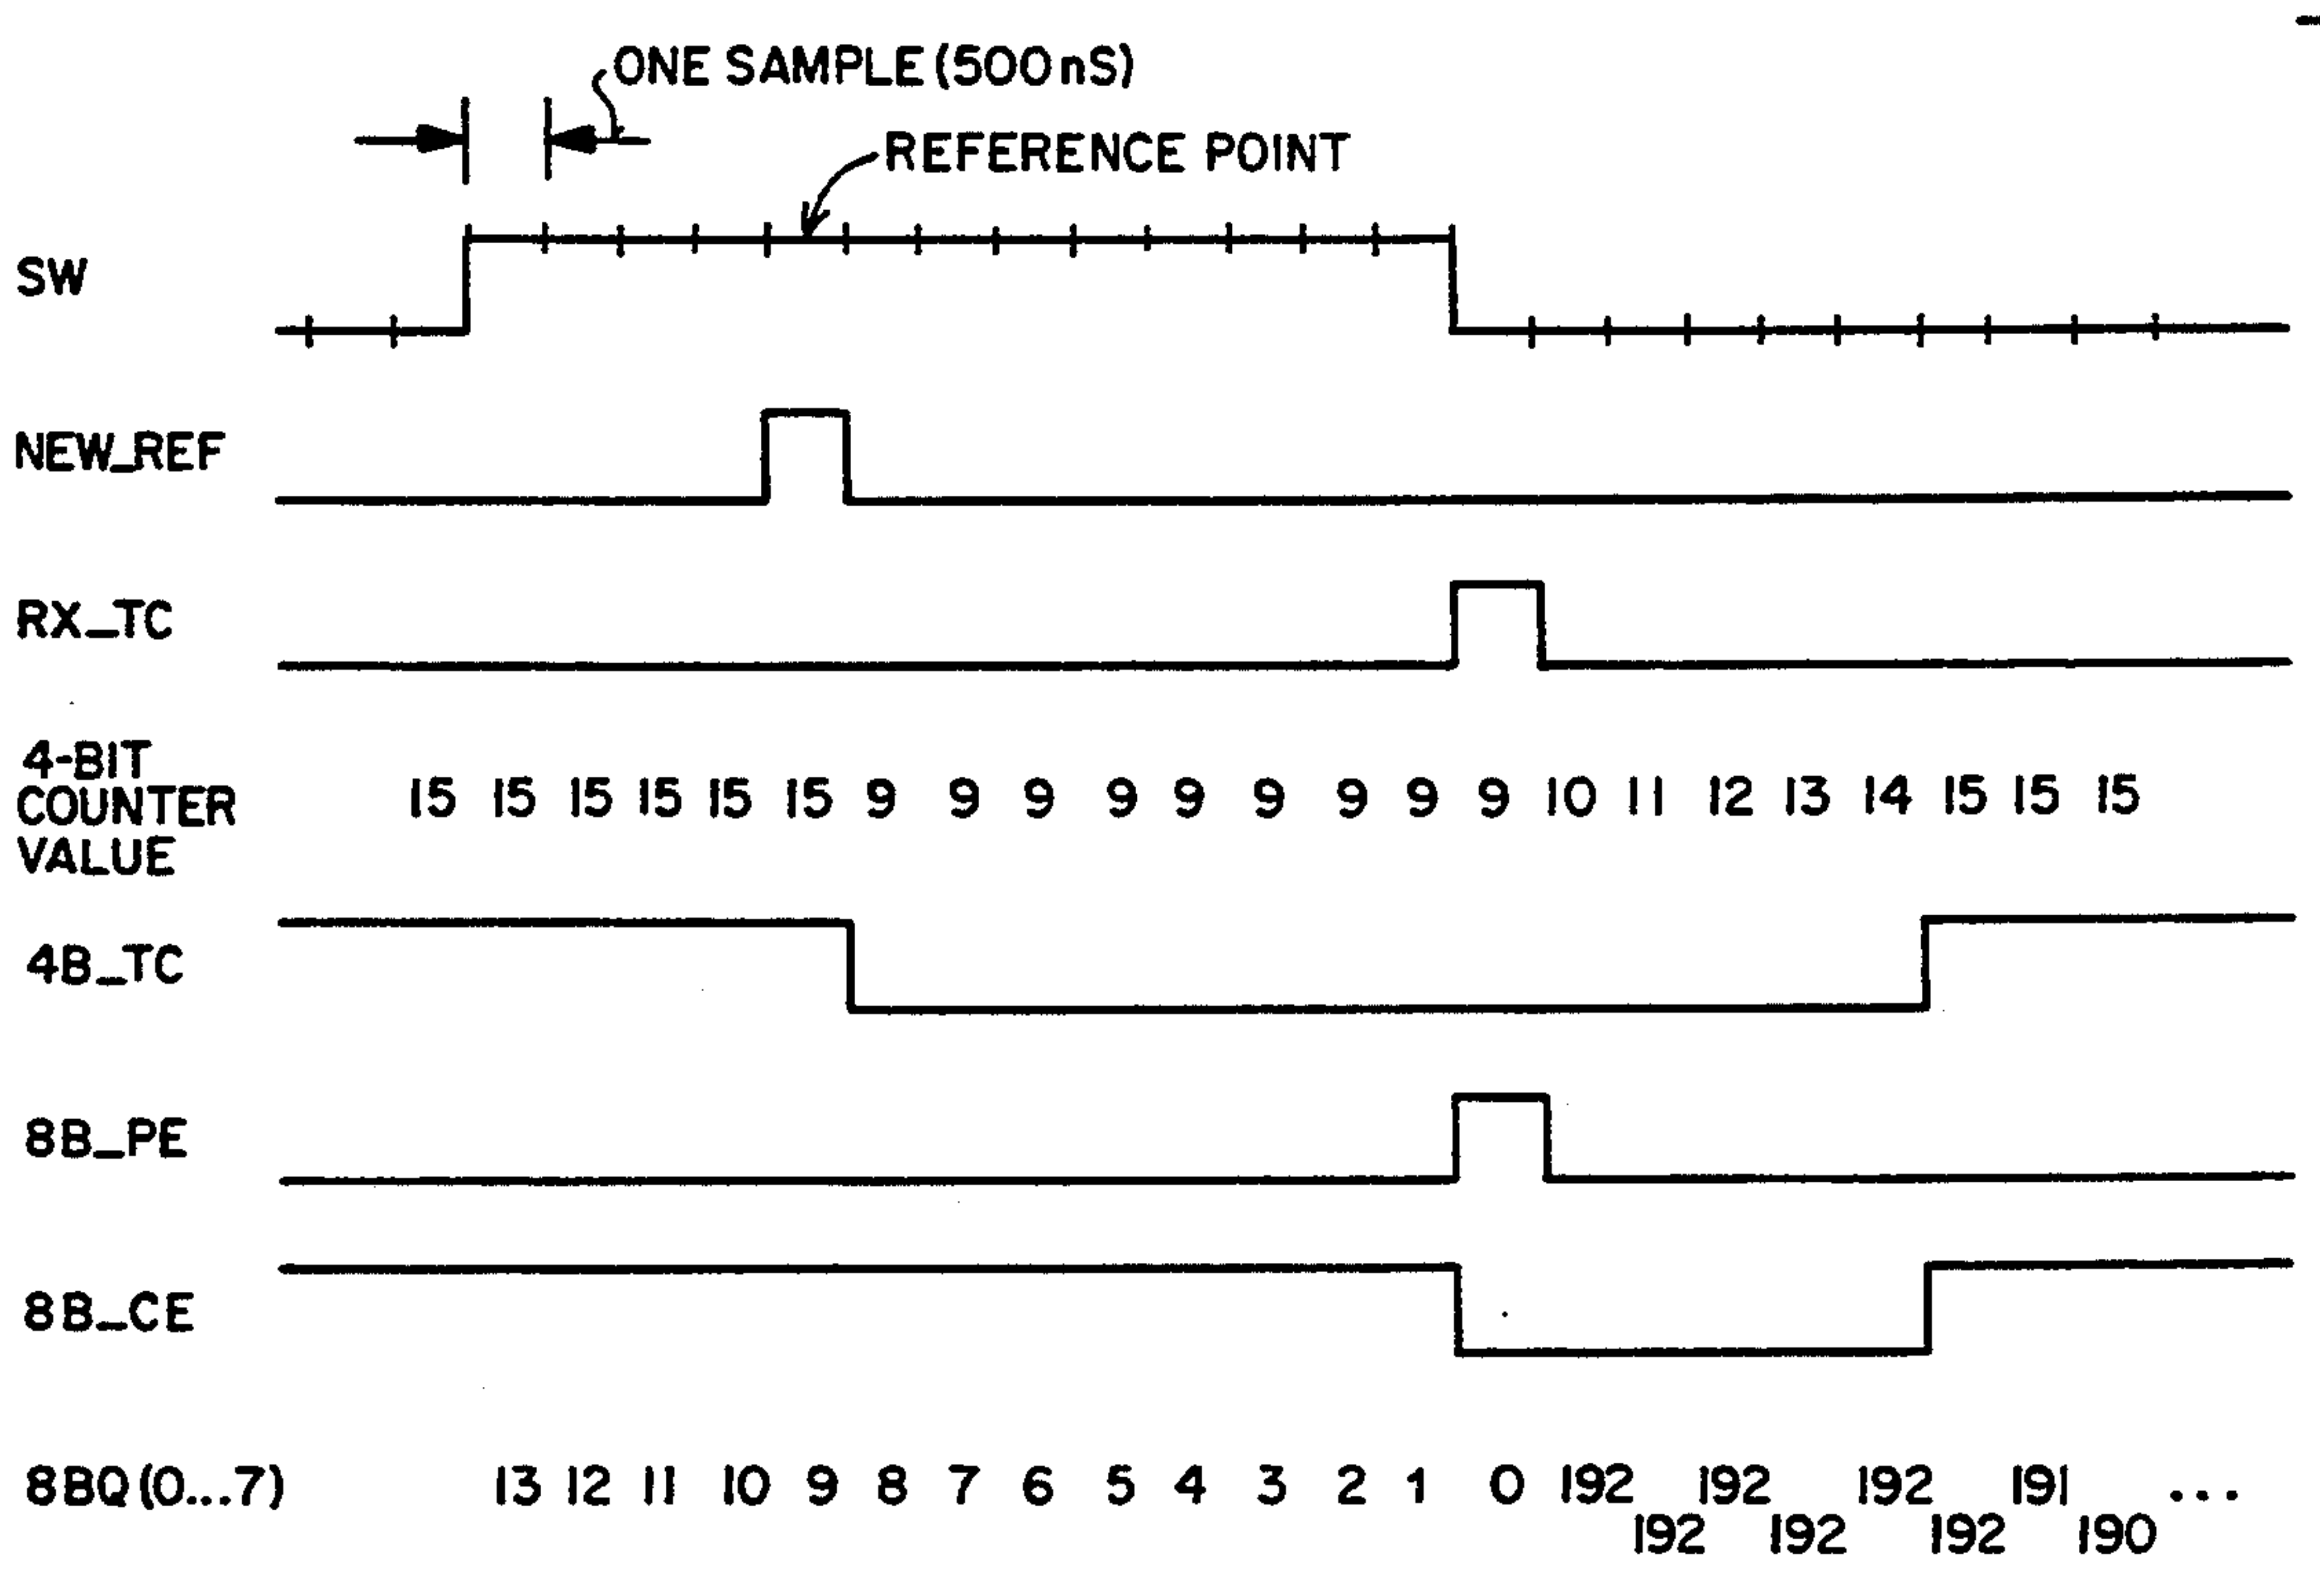 ONE SAMPLE (500nS)
REFERENCE POINT
SW
NEW_REF
RX_TC
4-BIT
COUNTER
VALUE
15 15 15 15 15 15 9 9 9 9 9 9 9 9 9 10 11 12 13 14 15 15 15
4B_TC
8B_PE
8B_CE
8BQ(0...7) 13 12 11 10 9 8 7 6 5 4 3 2 1 0 192 192 192 191 ...
192 192 192 190